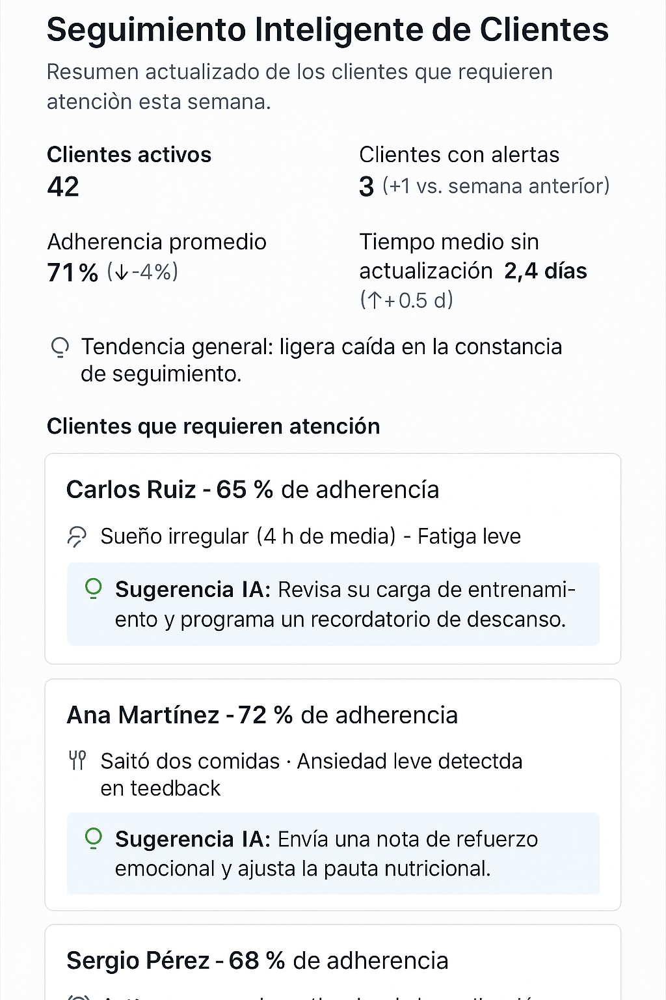 Seguimiento Inteligente de Clientes
Resumen actualizado de los clientes que requieren
atenciòn esta semana.
Clientes activos
42
Clientes con alertas
3 (+1 vs. semana anteríor)
Adherencia promedio
71% (↓-4%)
Tiempo medio sin
actualización 2,4 días
(↑+0.5 d)
Tendencia general: ligera caída en la constancia
de seguimiento.
Clientes que requieren atención
Carlos Ruiz - 65 % de adherencía
Sueño irregular (4 h de media) - Fatiga leve
Sugerencia IA: Revisa su carga de entrenami-
ento y programa un recordatorio de descanso.
Ana Martínez - 72 % de adherencia
Saitó dos comidas · Ansiedad leve detectda
en teedback
Sugerencia IA: Envía una nota de refuerzo
emocional y ajusta la pauta nutricional.
Sergio Pérez - 68 % de adherencia